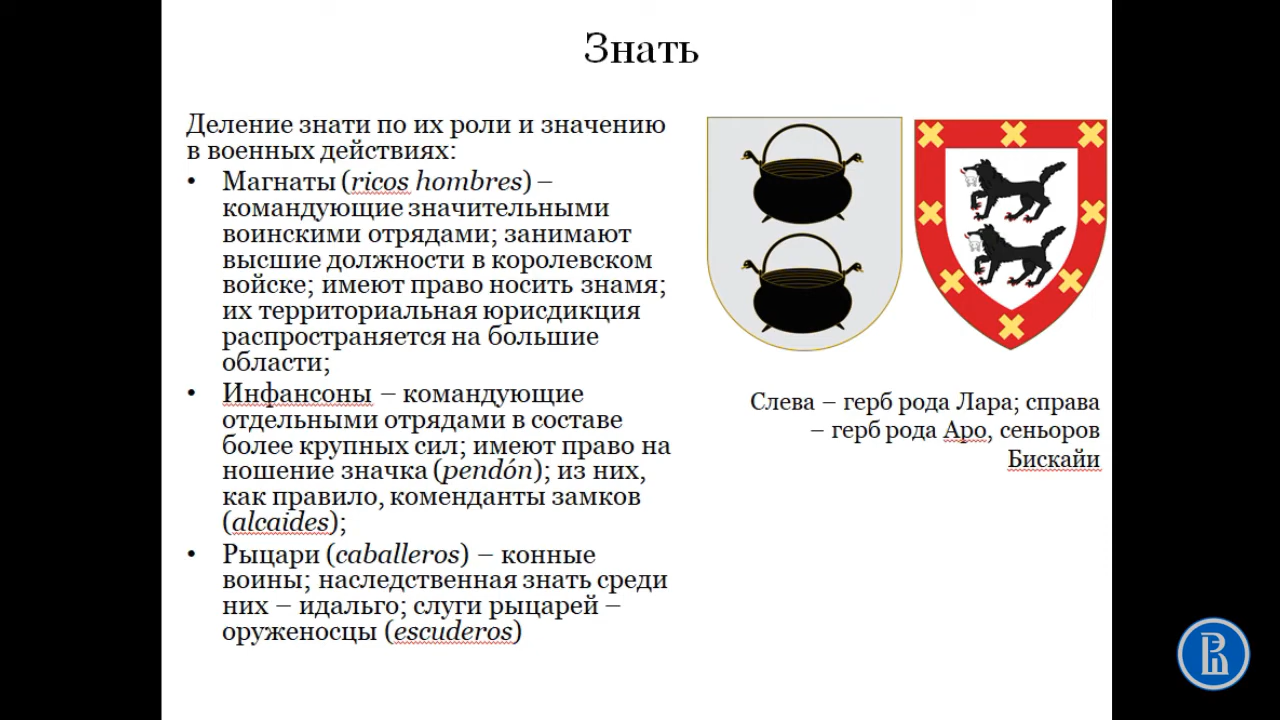 Знать
Деление знати по их роли и значению
в военных действиях:
• Магнаты (ricos hombres) –
командующие значительными
воинскими отрядами; занимают
высшие должности в королевском
войске; имеют право носить знамя;
их территориальная юрисдикция
распространяется на большие
области;
• Инфансоны – командующие
отдельными отрядами в составе
более крупных сил; имеют право на
ношение значка (pendón); из них,
как правило, коменданты замков
(alcaides);
• Рыцари (caballeros) – конные
воины; наследственная знать среди
них – идальго; слуги рыцарей –
оруженосцы (escuderos)
Слева – герб рода Лара; справа
– герб рода Аро, сеньоров
Бискайи